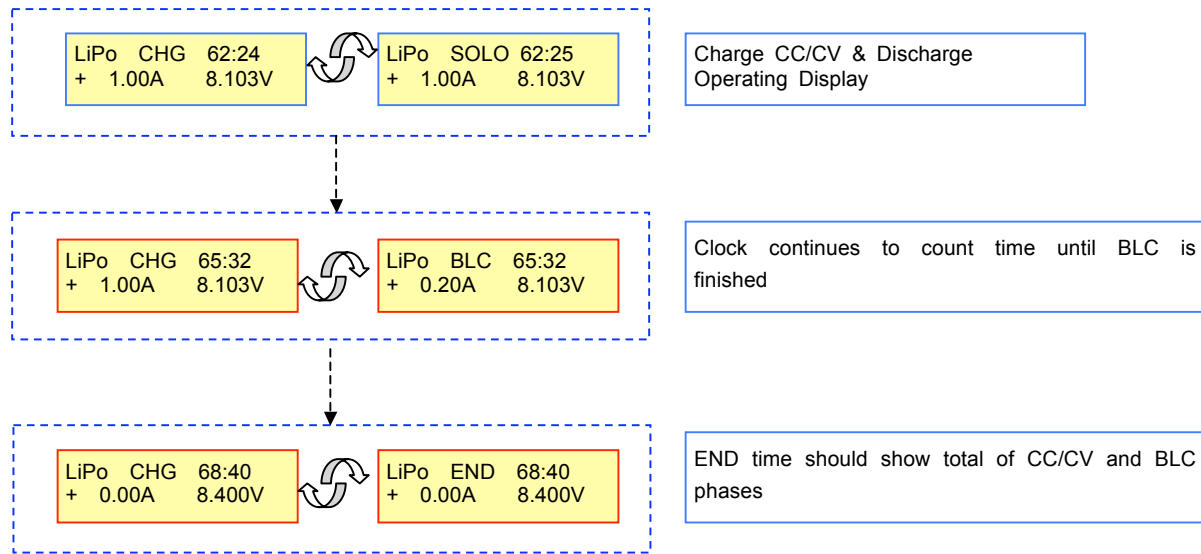 LiPo CHG 62:24
+ 1.00A 8.103V
LiPo SOLO 62:25
+ 1.00A 8.103V
Charge CC/CV & Discharge
Operating Display
LiPo CHG 65:32
+ 1.00A 8.103V
LiPo BLC 65:32
+ 0.20A 8.103V
Clock continues to count time until BLC is
finished
LiPo CHG 68:40
+ 0.00A 8.400V
LiPo END 68:40
+ 0.00A 8.400V
END time should show total of CC/CV and BLC
phases